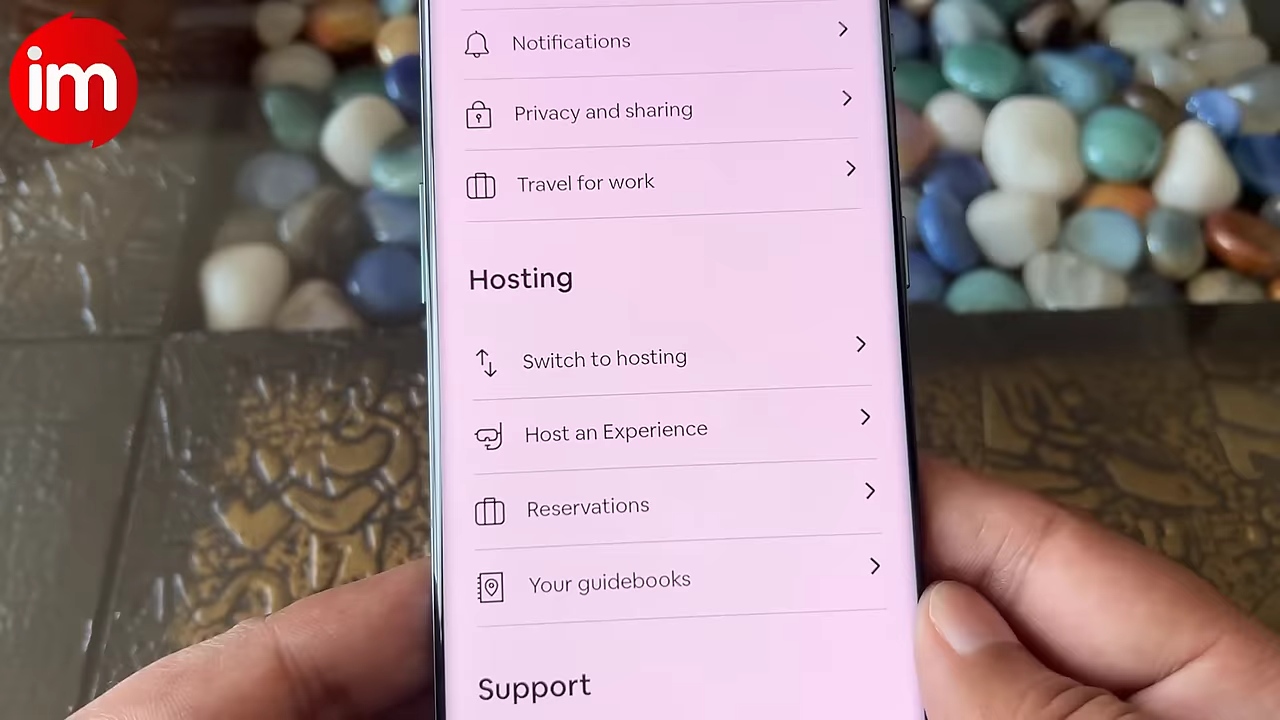 im
Notifications
Privacy and sharing
Travel for work
Hosting
Switch to hosting
Host an Experience
Reservations
Your guidebooks
Support